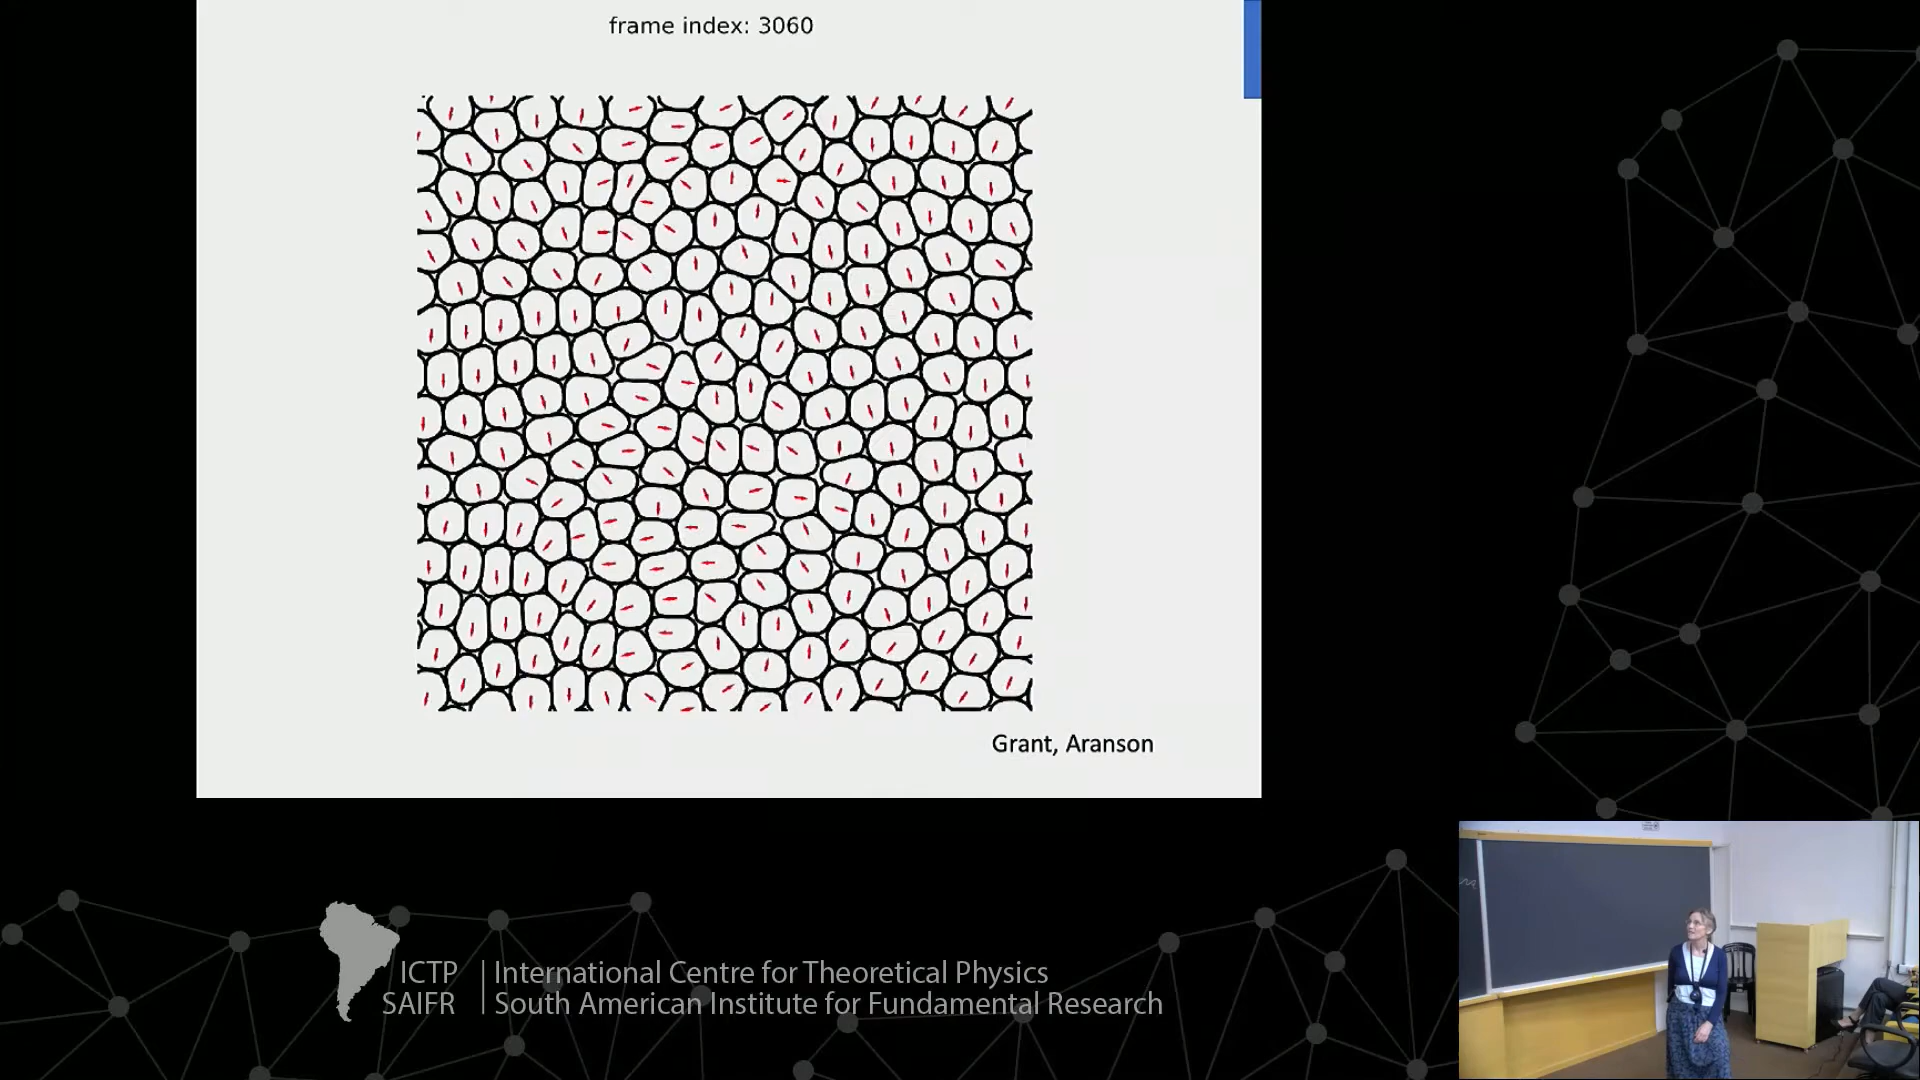 frame index: 3060
Grant, Aranson
ICTP
SAIFR
International Centre for Theoretical Physics
South American Institute for Fundamental Research